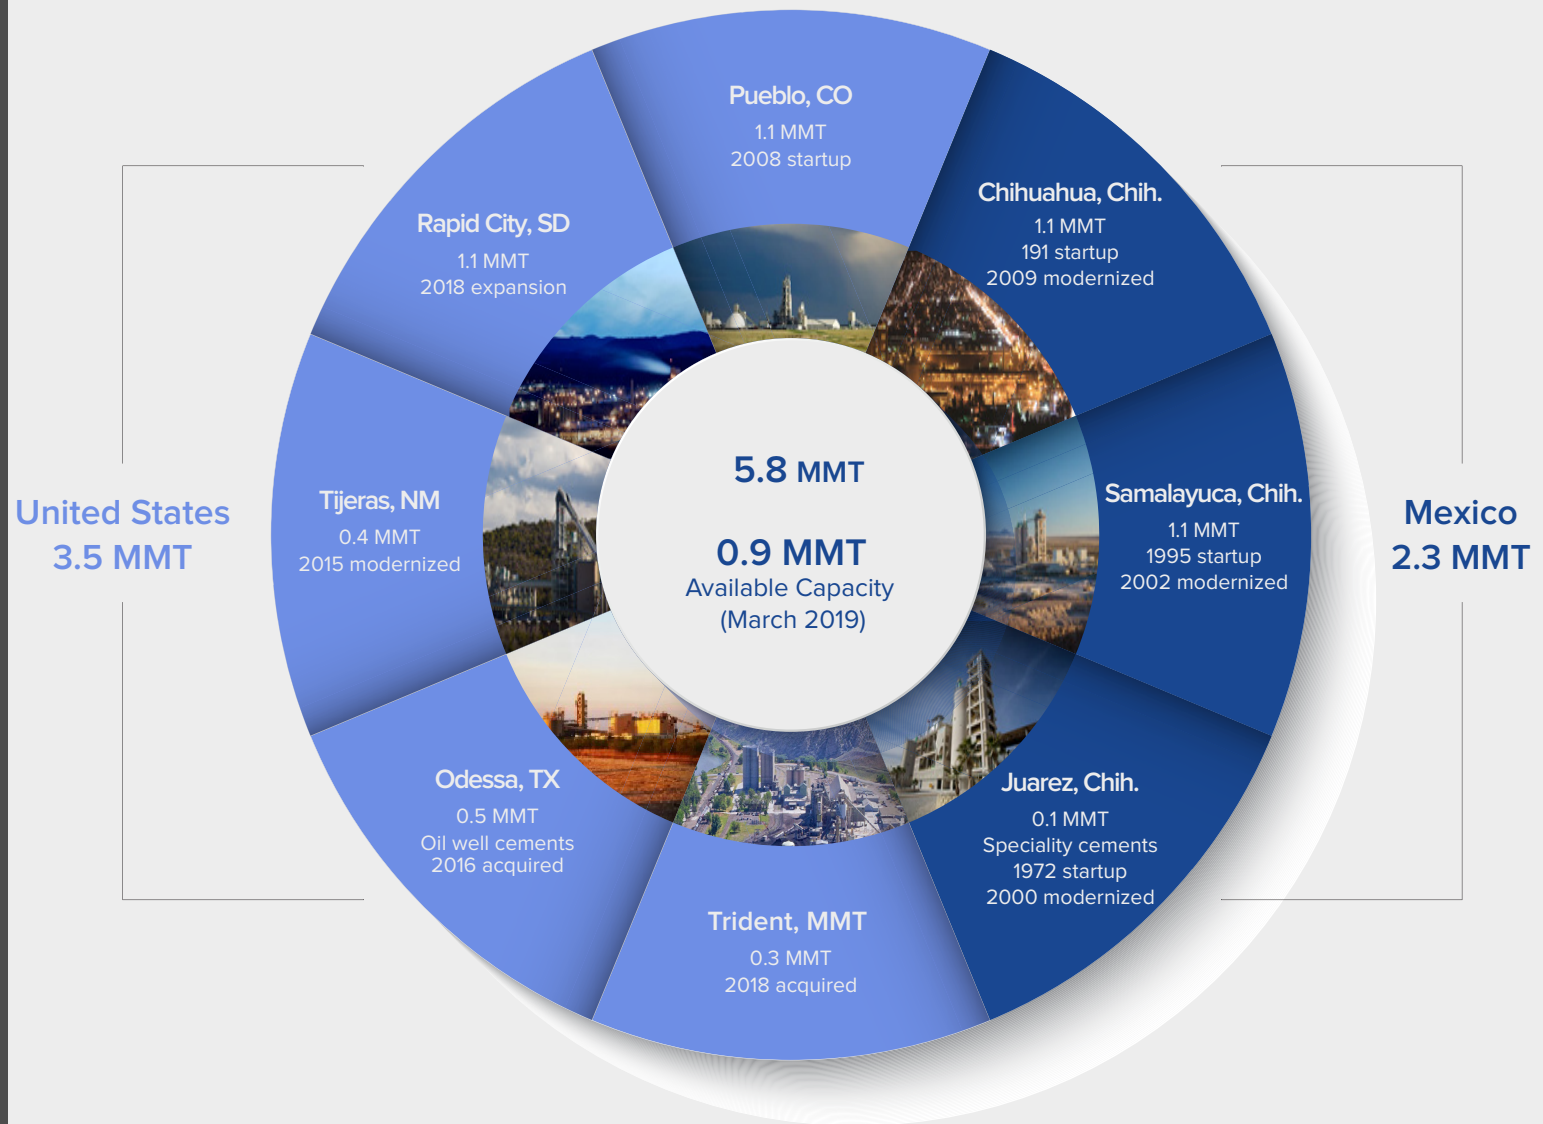 Pueblo, CO
1.1 MMT
2008 startup
Chihuahua, Chih.
1.1 MMT
191 startup
2009 modernized
Rapid City, SD
1.1 MMT
2018 expansion
Samalayuca, Chih.
1.1 MMT
1995 startup
2002 modernized
Tijeras, NM
0.4 MMT
2015 modernized
United States
3.5 MMT
5.8 MMT
0.9 MMT
Available Capacity
(March 2019)
Mexico
2.3 MMT
Odessa, TX
0.5 MMT
Oil well cements
2016 acquired
Juarez, Chih.
0.1 MMT
Speciality cements
1972 startup
2000 modernized
Trident, MMT
0.3 MMT
2018 acquired